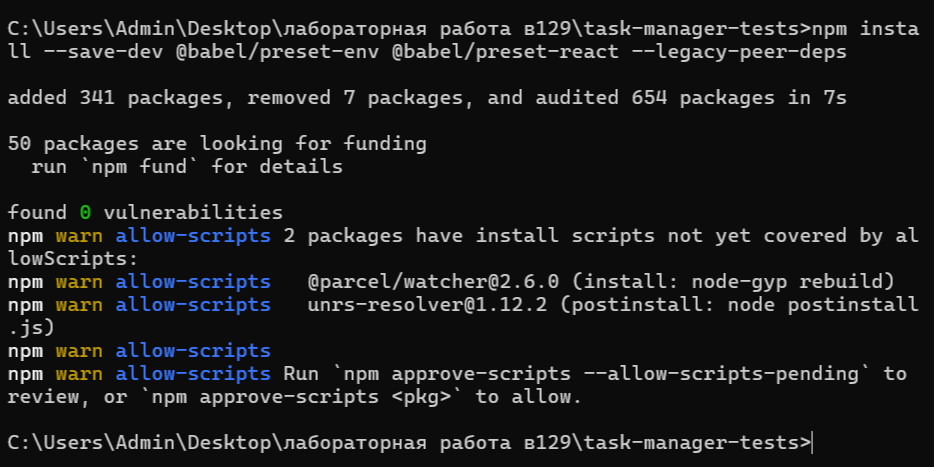 C:\Users\Admin\Desktop\лабораторная работа в129\task-manager-tests>npm insta
ll --save-dev @babel/preset-env @babel/preset-react --legacy-peer-deps
added 341 packages, removed 7 packages, and audited 654 packages in 7s
50 packages are looking for funding
  run `npm fund` for details
found 0 vulnerabilities
npm warn allow-scripts 2 packages have install scripts not yet covered by al
lowScripts:
npm warn allow-scripts   @parcel/watcher@2.6.0 (install: node-gyp rebuild)
npm warn allow-scripts   unrs-resolver@1.12.2 (postinstall: node postinstall
.js)
npm warn allow-scripts
npm warn allow-scripts Run `npm approve-scripts --allow-scripts-pending` to
review, or `npm approve-scripts <pkg>` to allow.
C:\Users\Admin\Desktop\лабораторная работа в129\task-manager-tests>